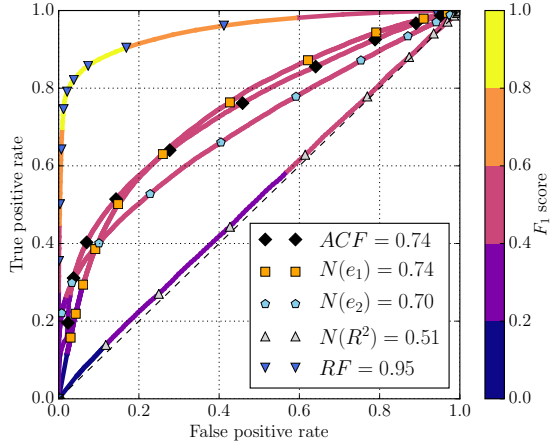 1.0
0.8
0.6
0.4
0.2
0.0
True positive rate
0.0
0.2
0.4
0.6
0.8
1.0
False positive rate
ACF = 0.74
N(e₁) = 0.74
N(e₂) = 0.70
N(R²) = 0.51
RF = 0.95
1.0
0.8
0.6
0.4
0.2
0.0
F₁ score